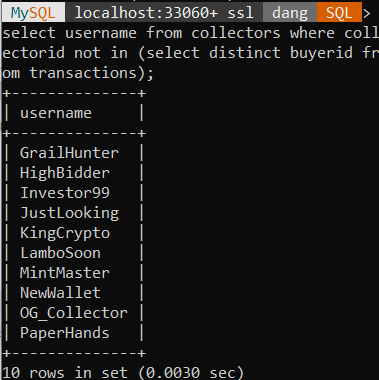 MySQL localhost:33060+ ssl dang SQL >
select username from collectors where coll
ectorid not in (select distinct buyerid fr
om transactions);
+--------------+
| username     |
+--------------+
| GrailHunter  |
| HighBidder   |
| Investor99   |
| JustLooking  |
| KingCrypto   |
| LamboSoon    |
| MintMaster   |
| NewWallet    |
| OG_Collector |
| PaperHands   |
+--------------+
10 rows in set (0.0030 sec)